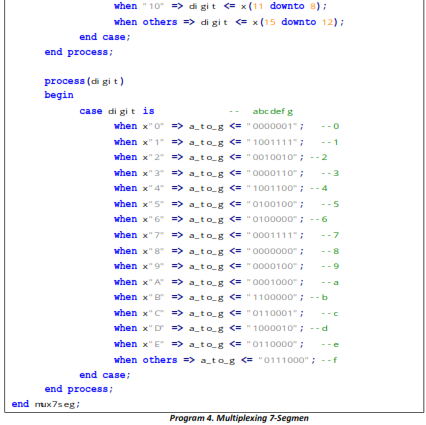 when "10" => digit <= x(11 downto 8);
when others => digit <= x(15 downto 12);
end case;
end process;
process(digit)
begin
case digit is -- abcdefg
when x"0" => a_to_g <= "0000001"; --0
when x"1" => a_to_g <= "1001111"; --1
when x"2" => a_to_g <= "0010010"; --2
when x"3" => a_to_g <= "0000110"; --3
when x"4" => a_to_g <= "1001100"; --4
when x"5" => a_to_g <= "0100100"; --5
when x"6" => a_to_g <= "0100000"; --6
when x"7" => a_to_g <= "0001111"; --7
when x"8" => a_to_g <= "0000000"; --8
when x"9" => a_to_g <= "0000100"; --9
when x"A" => a_to_g <= "0001000"; --a
when x"B" => a_to_g <= "1100000"; --b
when x"C" => a_to_g <= "0110001"; --c
when x"D" => a_to_g <= "1000010"; --d
when x"E" => a_to_g <= "0110000"; --e
when others => a_to_g <= "0111000"; --f
end case;
end process;
end mux7seg;
Program 4. Multiplexing 7-Segmen